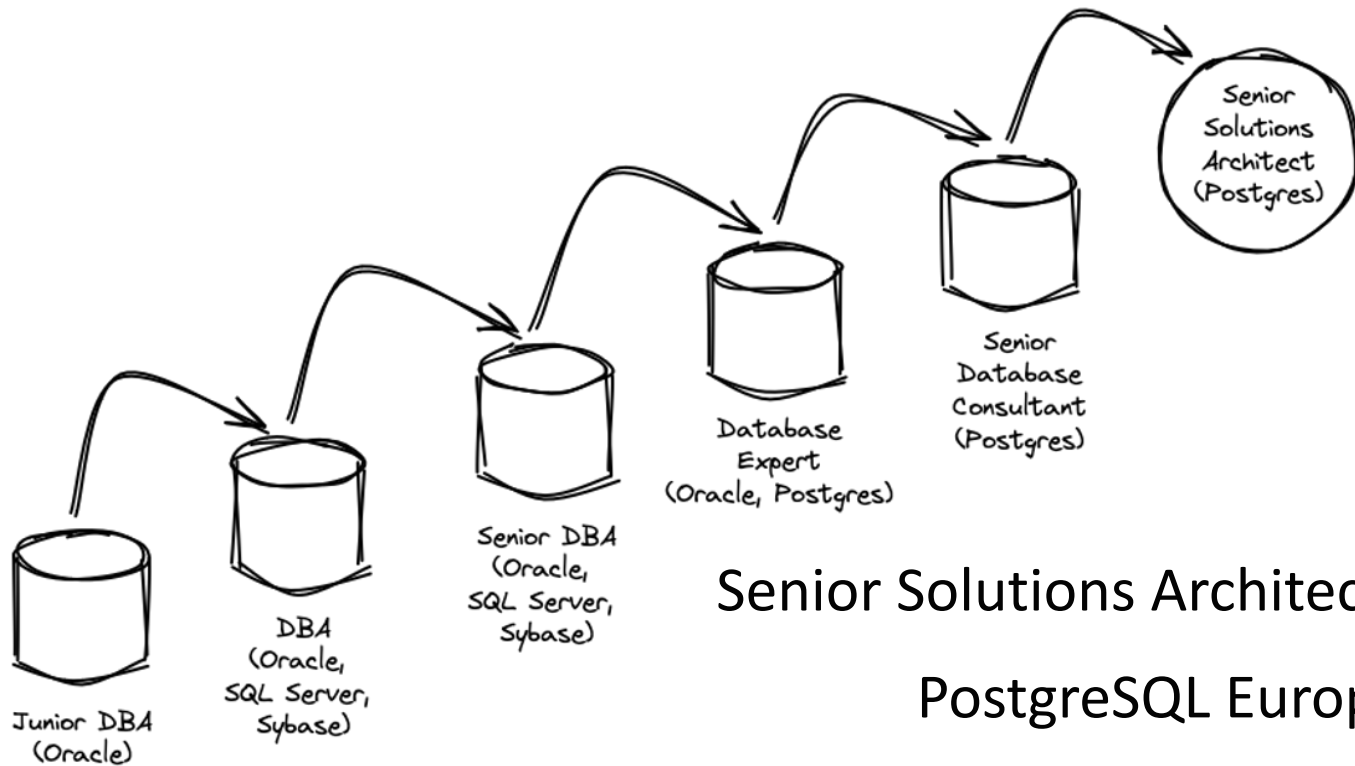 Senior
Solutions
Architect
(Postgres)
Senior
Database
Consultant
(Postgres)
Database
Expert
(Oracle, Postgres)
Senior DBA
(Oracle,
SQL Server,
Sybase)
DBA
(Oracle,
SQL Server,
Sybase)
Junior DBA
(Oracle)
Senior Solutions Architec
PostgreSQL Europ